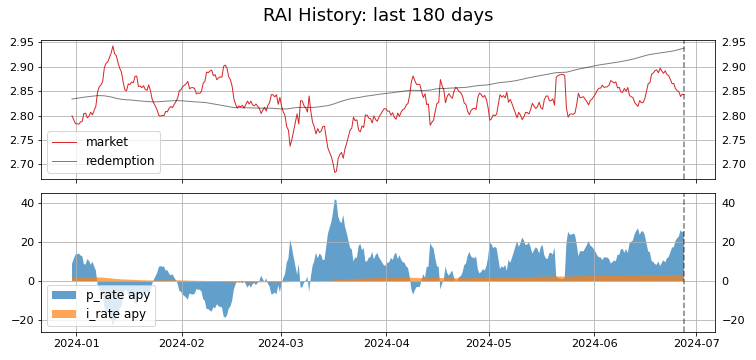 RAI History: last 180 days
2.95 2.95
2.90 2.90
2.85 2.85
2.80 2.80
2.75 2.75
2.70 2.70
market
redemption
40 40
20 20
0 0
−20 −20
p_rate apy
i_rate apy
2024-01 2024-02 2024-03 2024-04 2024-05 2024-06 2024-07